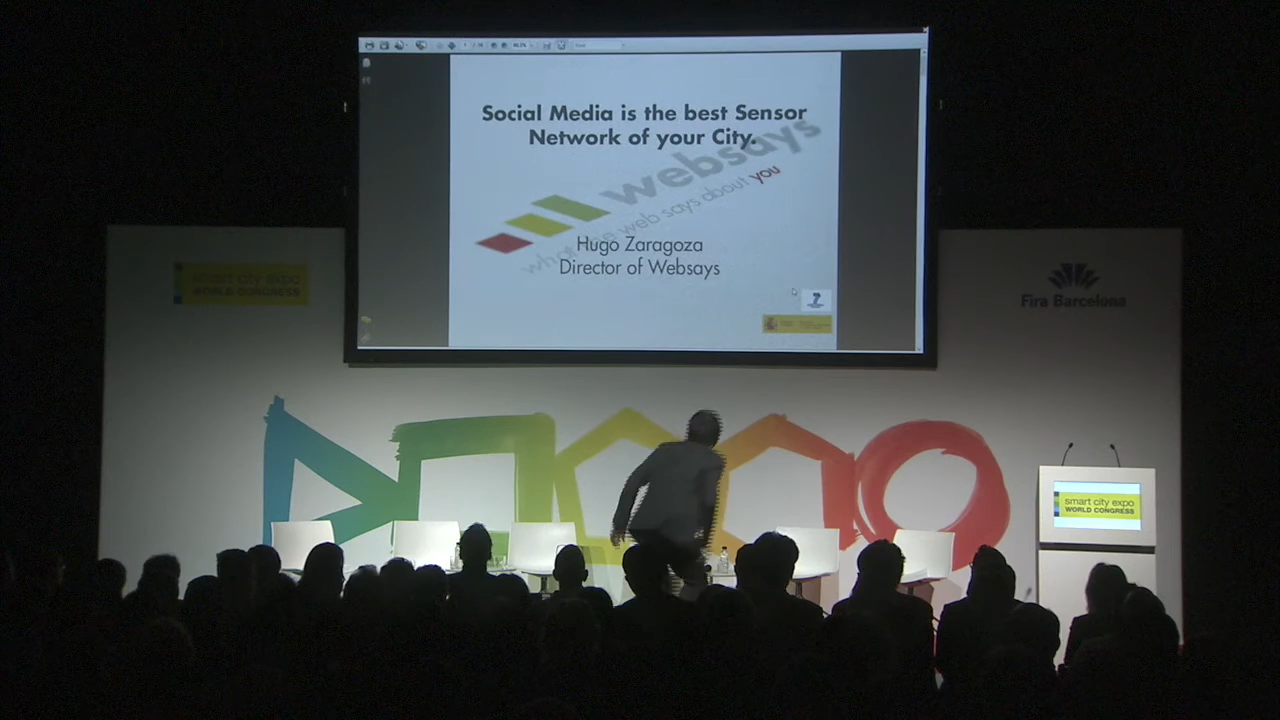 Social Media is the best Sensor
Network of your City.
websays
what the web says about you
Hugo Zaragoza
Director of Websays
smart city expo
WORLD CONGRESS
Fira Barcelona
smart city expo
WORLD CONGRESS